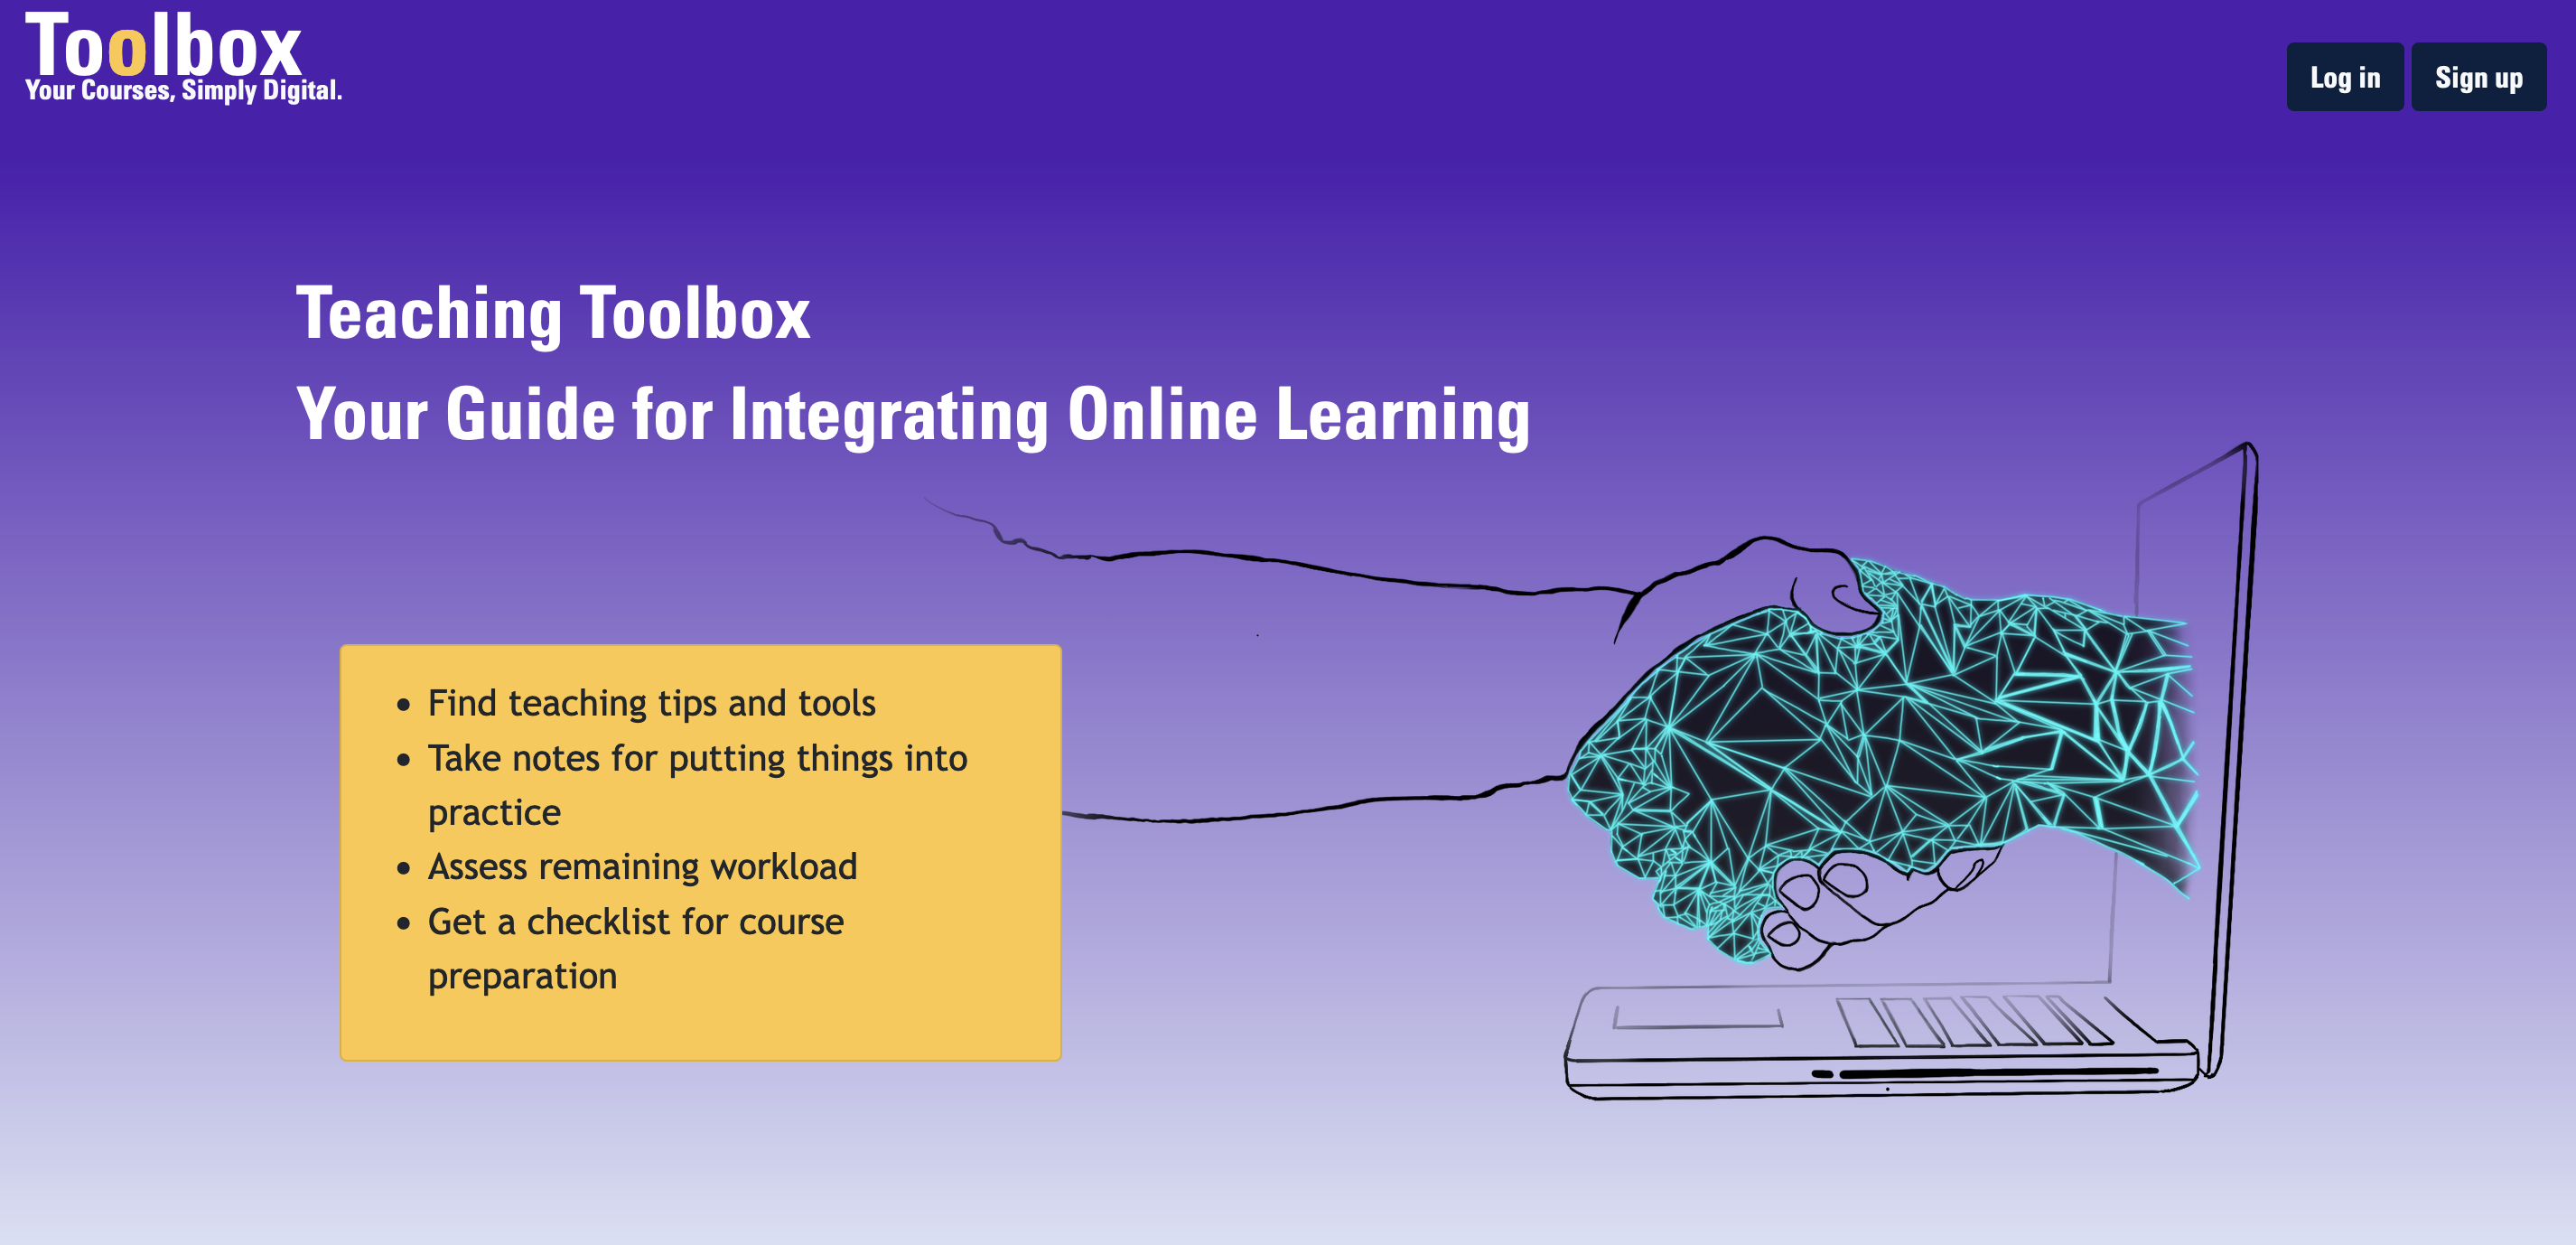 Toolbox
Your Courses, Simply Digital.
Log in
Sign up
Teaching Toolbox
Your Guide for Integrating Online Learning
• Find teaching tips and tools
• Take notes for putting things into
practice
• Assess remaining workload
• Get a checklist for course
preparation